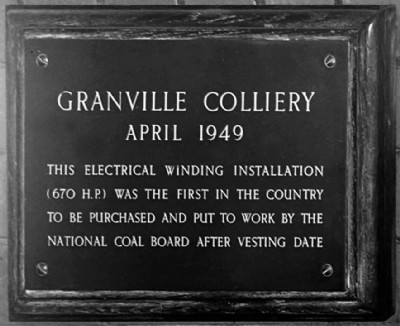 GRANVILLE COLLIERY
APRIL 1949
THIS ELECTRICAL WINDING INSTALLATION
(670 H.P.) WAS THE FIRST IN THE COUNTRY
TO BE PURCHASED AND PUT TO WORK BY THE
NATIONAL COAL BOARD AFTER VESTING DATE